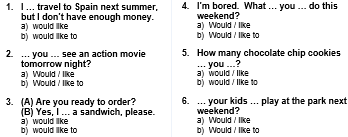 1. I ... travel to Spain next summer,
but I don't have enough money.
a) would like
b) would like to
2. ... you ... see an action movie
tomorrow night?
a) Would / like
b) Would / like to
3. (A) Are you ready to order?
(B) Yes, I ... a sandwich, please.
a) would like
b) would like to
4. I'm bored. What ... you ... do this
weekend?
a) Would / like
b) Would / like to
5. How many chocolate chip cookies
... you ...?
a) would / like
b) would / like to
6. ... your kids ... play at the park next
weekend?
a) Would / like
b) Would / like to